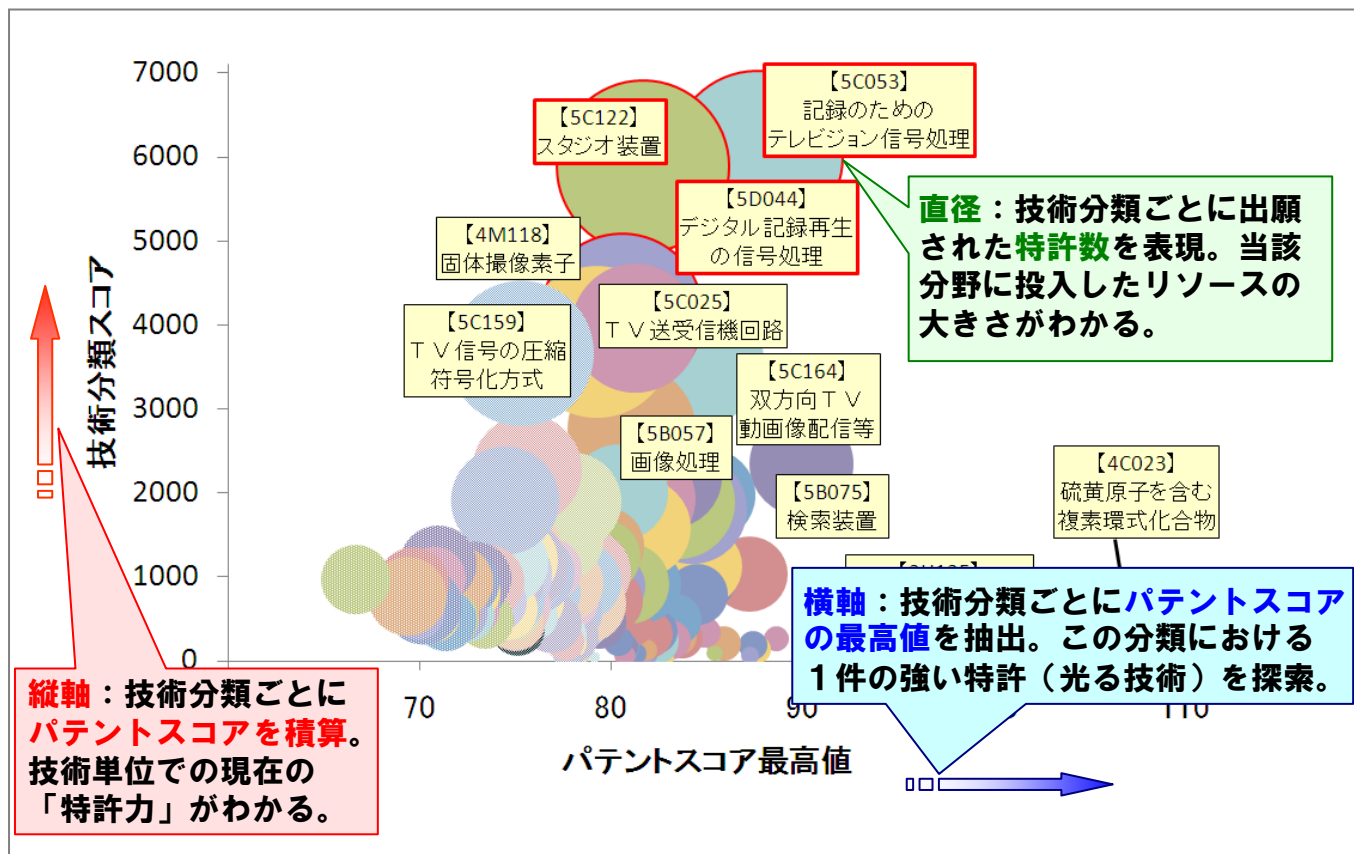 7000
6000
5000
4000
3000
2000
1000
0
技術分類スコア
【5C122】
スタジオ装置
【5C053】
記録のための
テレビジョン信号処理
【5D044】
デジタル記録再生
の信号処理
【4M118】
固体撮像素子
【5C025】
ＴＶ送受信機回路
【5C159】
ＴＶ信号の圧縮
符号化方式
【5C164】
双方向ＴＶ
動画像配信等
【5B057】
画像処理
【5B075】
検索装置
【4C023】
硫黄原子を含む
複素環式化合物
直径：技術分類ごとに出願
された特許数を表現。当該
分野に投入したリソースの
大きさがわかる。
横軸：技術分類ごとにパテントスコア
の最高値を抽出。この分類における
１件の強い特許（光る技術）を探索。
縦軸：技術分類ごとに
パテントスコアを積算。
技術単位での現在の
「特許力」がわかる。
70
80
90
110
パテントスコア最高値